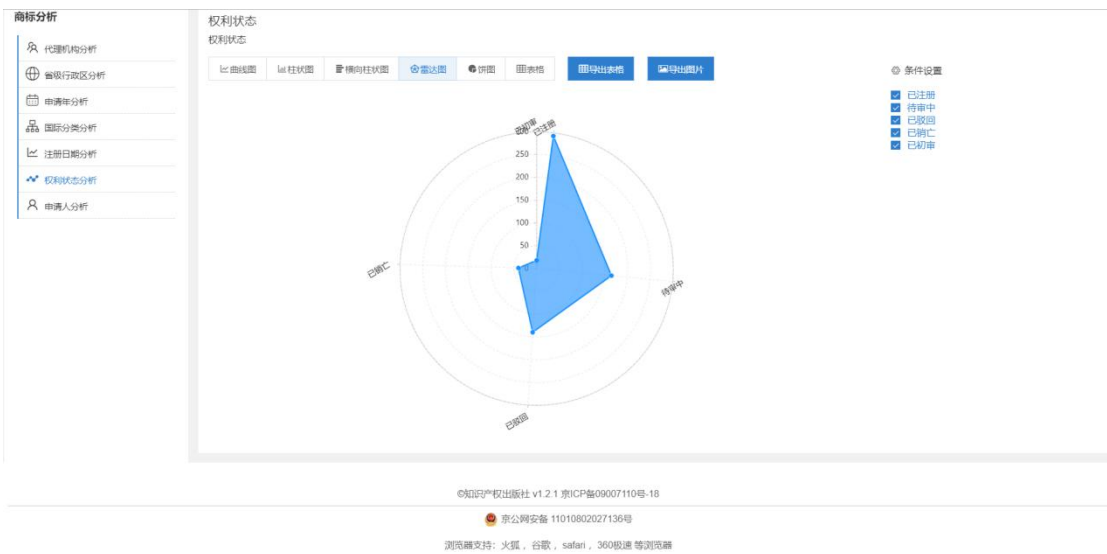 商标分析
代理机构分析
省级行政区分析
申请年分析
国际分类分析
注册日期分析
权利状态分析
申请人分析
权利状态
权利状态
曲线图 柱状图 横向柱状图 雷达图 饼图 表格 导出表格 导出图片
条件设置
已注册
待审中
已驳回
已销亡
已初审
已初审 已注册
300
250
200
150
100
50
0
待审中
已驳回
已销亡
©知识产权出版社 v1.2.1 京ICP备09007110号-18
京公网安备 11010802027136号
浏览器支持：火狐，谷歌，safari，360极速 等浏览器